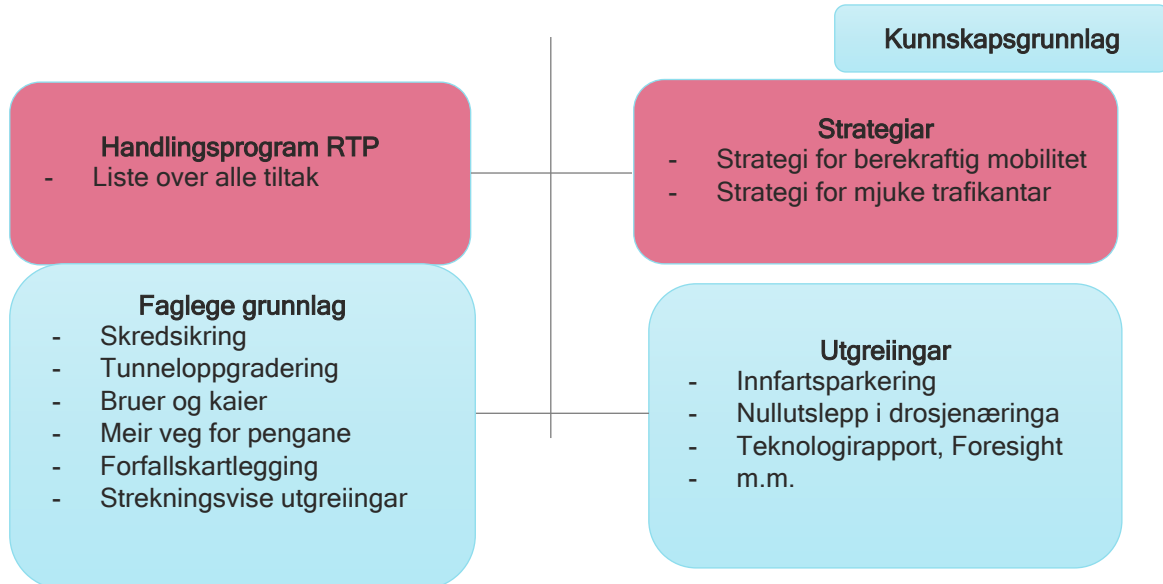 Kunnskapsgrunnlag
Handlingsprogram RTP
- Liste over alle tiltak
Strategiar
- Strategi for berekraftig mobilitet
- Strategi for mjuke trafikantar
Faglege grunnlag
- Skredsikring
- Tunneloppgradering
- Bruer og kaier
- Meir veg for pengane
- Forfallskartlegging
- Strekningsvise utgreiingar
Utgreiingar
- Innfartsparkering
- Nullutslepp i drosjenæringa
- Teknologirapport, Foresight
- m.m.